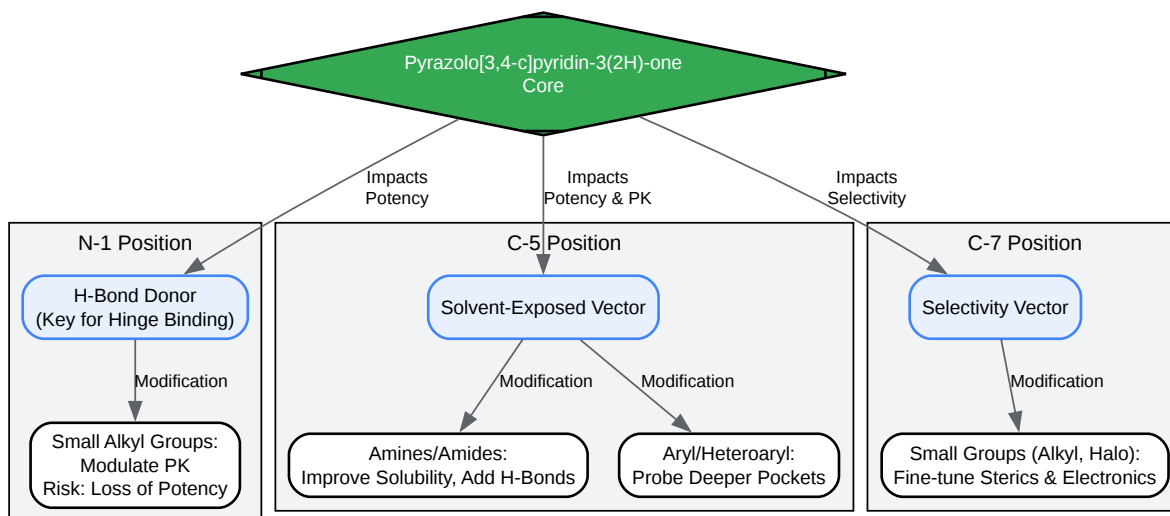 Pyrazolo[3,4-c]pyridin-3(2H)-one
Core
Impacts
Potency
Impacts
Potency & PK
Impacts
Selectivity
N-1 Position
H-Bond Donor
(Key for Hinge Binding)
Modification
Small Alkyl Groups:
Modulate PK
Risk: Loss of Potency
C-5 Position
Solvent-Exposed Vector
Modification
Modification
Amines/Amides:
Improve Solubility, Add H-Bonds
Aryl/Heteroaryl:
Probe Deeper Pockets
C-7 Position
Selectivity Vector
Modification
Small Groups (Alkyl, Halo):
Fine-tune Sterics & Electronics